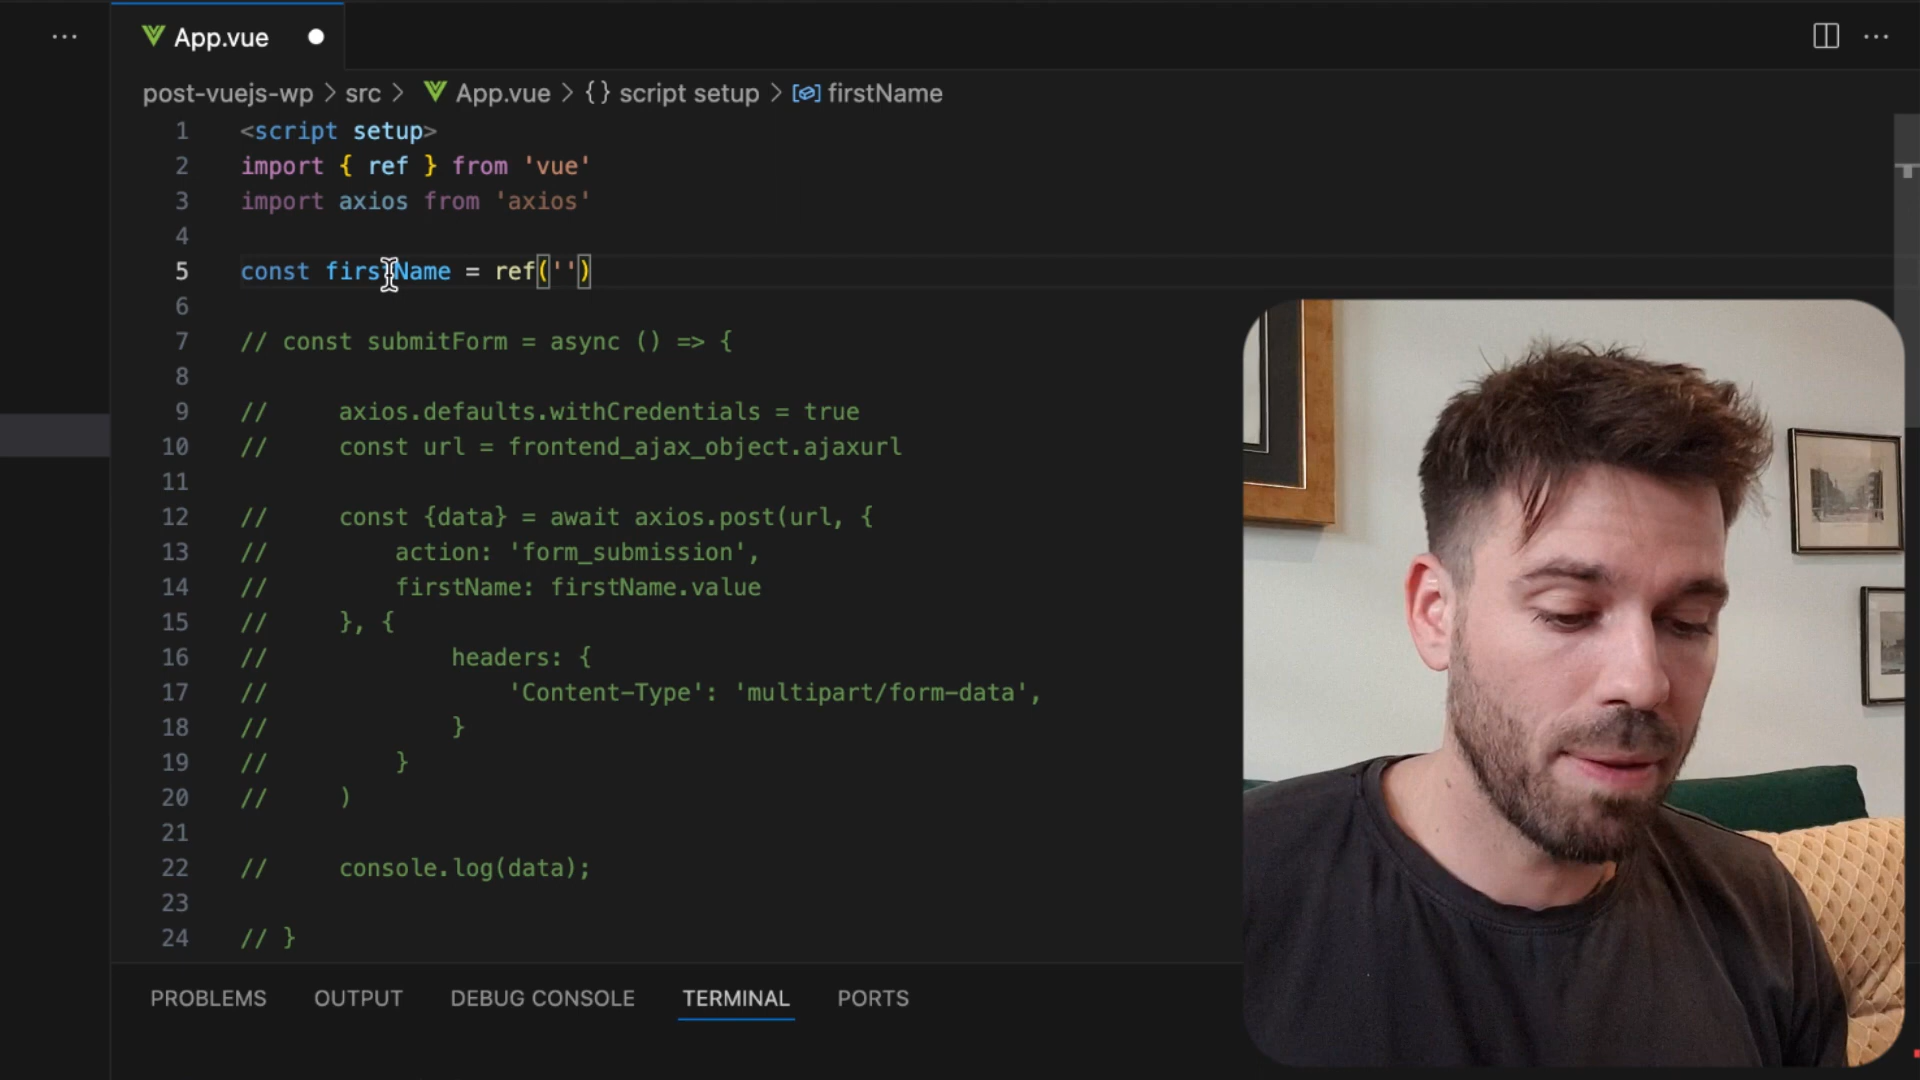 App.vue
post-vuejs-wp > src > App.vue > {} script setup > firstName
1 <script setup>
2 import { ref } from 'vue'
3 import axios from 'axios'
4
5 const firstName = ref('')
6
7 // const submitForm = async () => {
8
9 //     axios.defaults.withCredentials = true
10 //     const url = frontend_ajax_object.ajaxurl
11
12 //     const {data} = await axios.post(url, {
13 //         action: 'form_submission',
14 //         firstName: firstName.value
15 //     }, {
16 //             headers: {
17 //                 'Content-Type': 'multipart/form-data',
18 //             }
19 //         }
20 //     )
21
22 //     console.log(data);
23
24 // }
PROBLEMS OUTPUT DEBUG CONSOLE TERMINAL PORTS